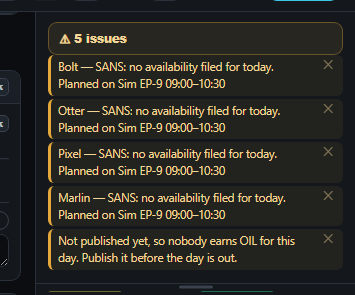 ⚠ 5 issues
Bolt — SANS: no availability filed for today.
Planned on Sim EP-9 09:00–10:30
Otter — SANS: no availability filed for today.
Planned on Sim EP-9 09:00–10:30
Pixel — SANS: no availability filed for today.
Planned on Sim EP-9 09:00–10:30
Marlin — SANS: no availability filed for today.
Planned on Sim EP-9 09:00–10:30
Not published yet, so nobody earns OIL for this
day. Publish it before the day is out.